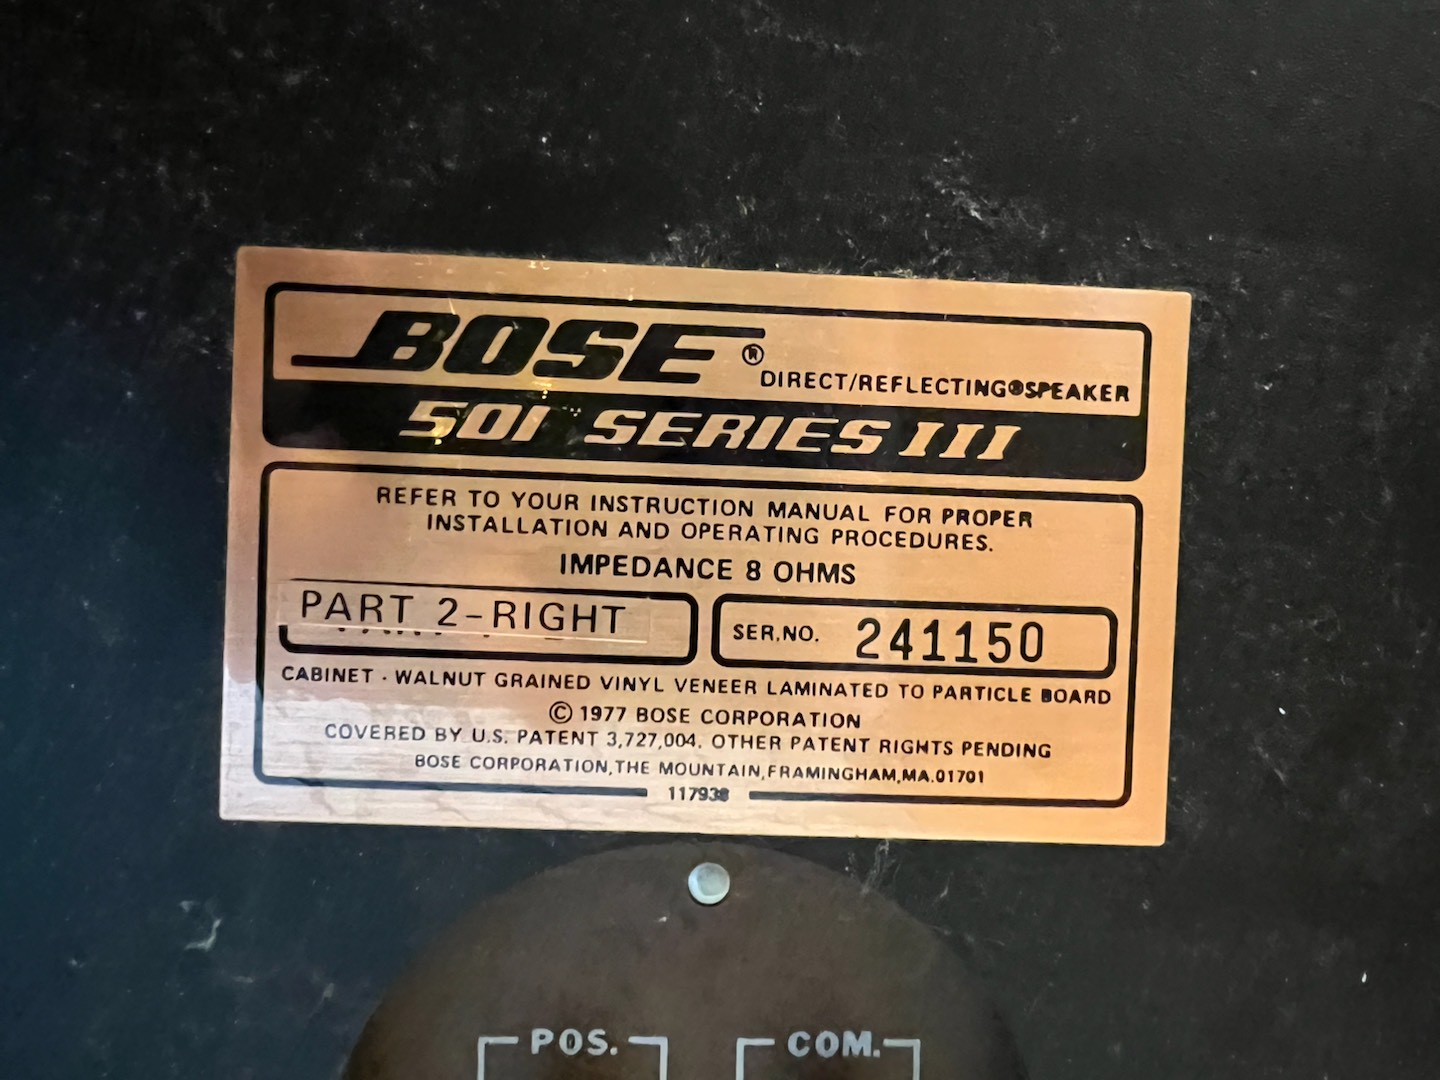 BOSE®
DIRECT/REFLECTING®SPEAKER
501 SERIES III
REFER TO YOUR INSTRUCTION MANUAL FOR PROPER
INSTALLATION AND OPERATING PROCEDURES.
IMPEDANCE 8 OHMS
PART 2-RIGHT
SER.NO. 241150
CABINET · WALNUT GRAINED VINYL VENEER LAMINATED TO PARTICLE BOARD
© 1977 BOSE CORPORATION
COVERED BY U.S. PATENT 3,727,004. OTHER PATENT RIGHTS PENDING
BOSE CORPORATION,THE MOUNTAIN,FRAMINGHAM,MA.01701
117938
POS. COM.